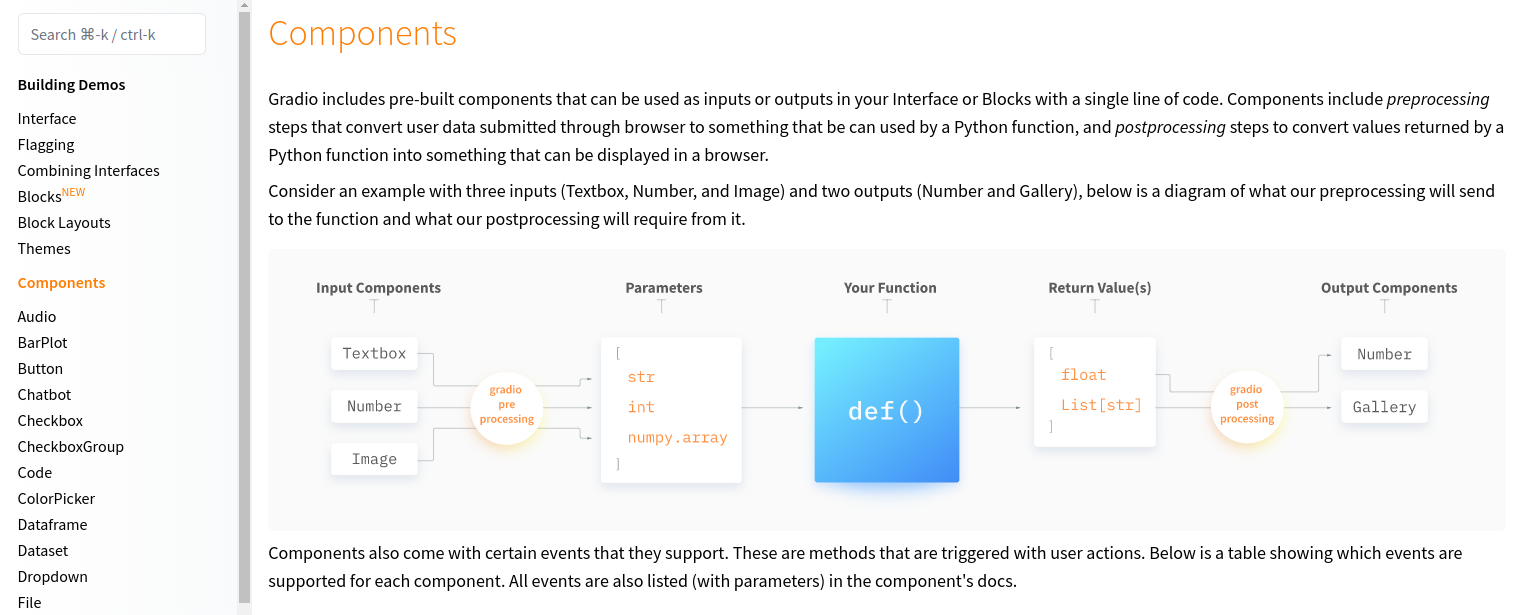 Search ⌘-k / ctrl-k
Building Demos
Interface
Flagging
Combining Interfaces
Blocks NEW
Block Layouts
Themes
Components
Audio
BarPlot
Button
Chatbot
Checkbox
CheckboxGroup
Code
ColorPicker
Dataframe
Dataset
Dropdown
File
Components
Gradio includes pre-built components that can be used as inputs or outputs in your Interface or Blocks with a single line of code. Components include preprocessing
steps that convert user data submitted through browser to something that be can used by a Python function, and postprocessing steps to convert values returned by a
Python function into something that can be displayed in a browser.
Consider an example with three inputs (Textbox, Number, and Image) and two outputs (Number and Gallery), below is a diagram of what our preprocessing will send
to the function and what our postprocessing will require from it.
Input Components
Textbox
Number
Image
gradio
pre
processing
Parameters
[
str
int
numpy.array
]
Your Function
def()
Return Value(s)
[
float
List[str]
]
gradio
post
processing
Output Components
Number
Gallery
Components also come with certain events that they support. These are methods that are triggered with user actions. Below is a table showing which events are
supported for each component. All events are also listed (with parameters) in the component's docs.